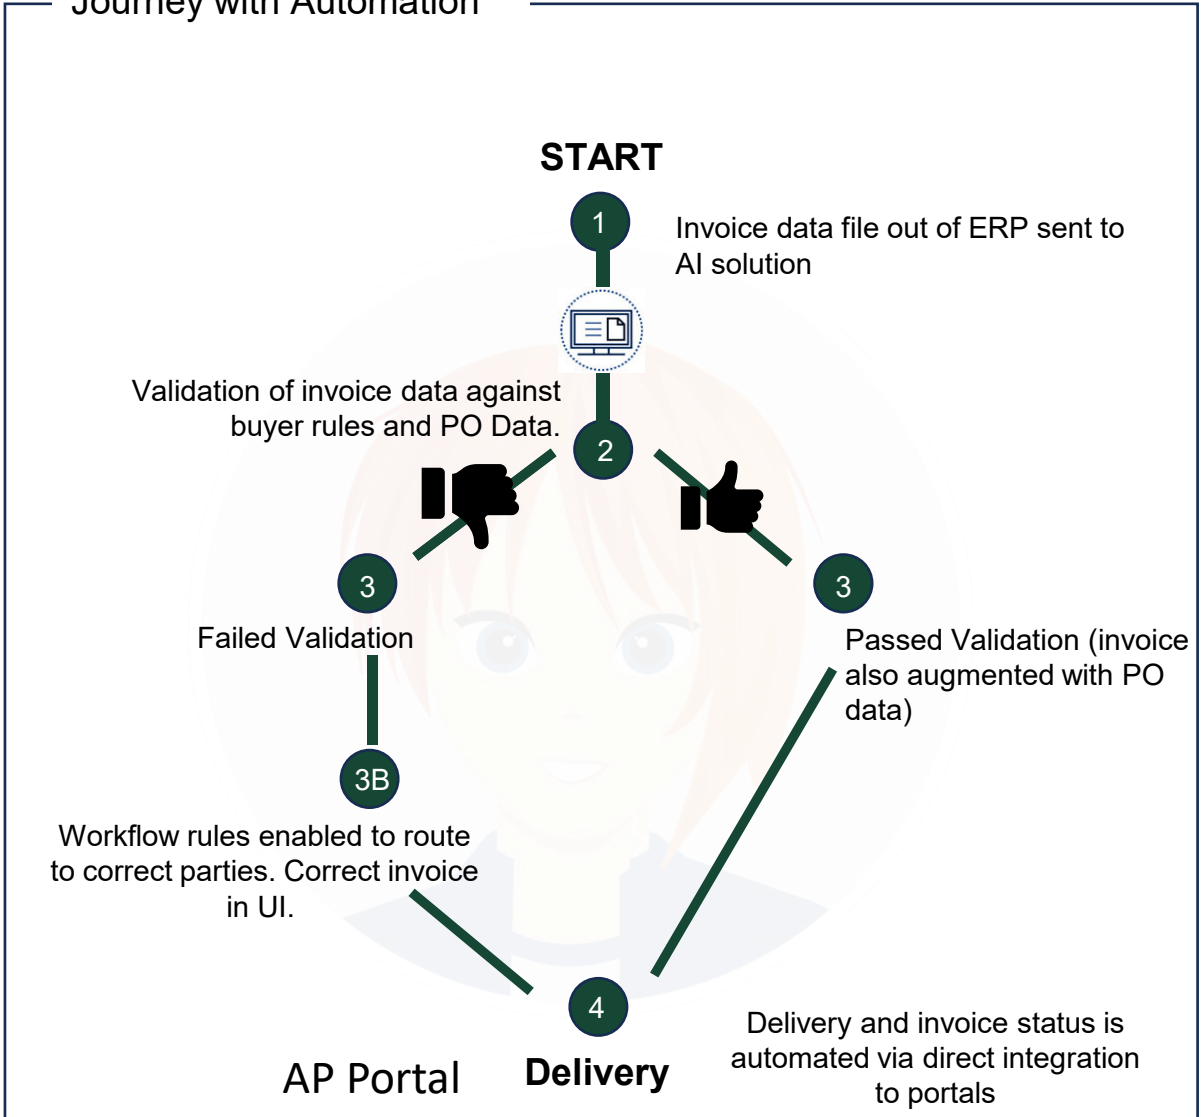 Journey with Automation
START
1
Invoice data file out of ERP sent to
AI solution
Validation of invoice data against
buyer rules and PO Data.
2
3
3
Failed Validation
Passed Validation (invoice
also augmented with PO
data)
3B
Workflow rules enabled to route
to correct parties. Correct invoice
in UI.
4
Delivery and invoice status is
automated via direct integration
to portals
AP Portal
Delivery